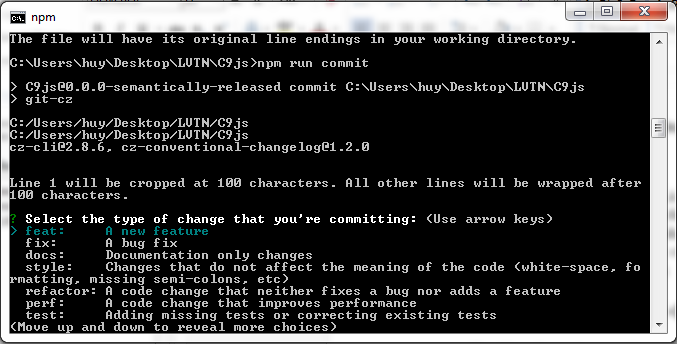 npm
The file will have its original line endings in your working directory.
C:\Users\huy\Desktop\LVTN\C9js>npm run commit
> C9js@0.0.0-semantically-released commit C:\Users\huy\Desktop\LVTN\C9js
> git-cz
C:/Users/huy/Desktop/LVTN/C9js
C:/Users/huy/Desktop/LVTN/C9js
cz-cli@2.8.6, cz-conventional-changelog@1.2.0
Line 1 will be cropped at 100 characters. All other lines will be wrapped after
100 characters.
? Select the type of change that you're committing: (Use arrow keys)
> feat:     A new feature
fix:      A bug fix
docs:     Documentation only changes
style:    Changes that do not affect the meaning of the code (white-space, fo
rmatting, missing semi-colons, etc)
refactor: A code change that neither fixes a bug nor adds a feature
perf:     A code change that improves performance
test:     Adding missing tests or correcting existing tests
(Move up and down to reveal more choices)